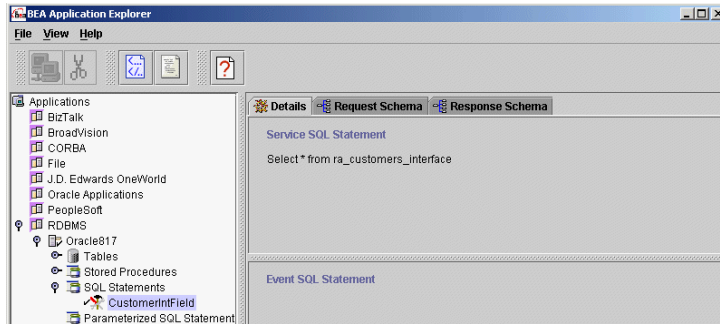 BEA Application Explorer
File View Help
Applications
BizTalk
BroadVision
CORBA
File
J.D. Edwards OneWorld
Oracle Applications
PeopleSoft
RDBMS
Oracle817
Tables
Stored Procedures
SQL Statements
CustomerIntField
Parameterized SQL Statement
Details Request Schema Response Schema
Service SQL Statement
Select * from ra_customers_interface
Event SQL Statement